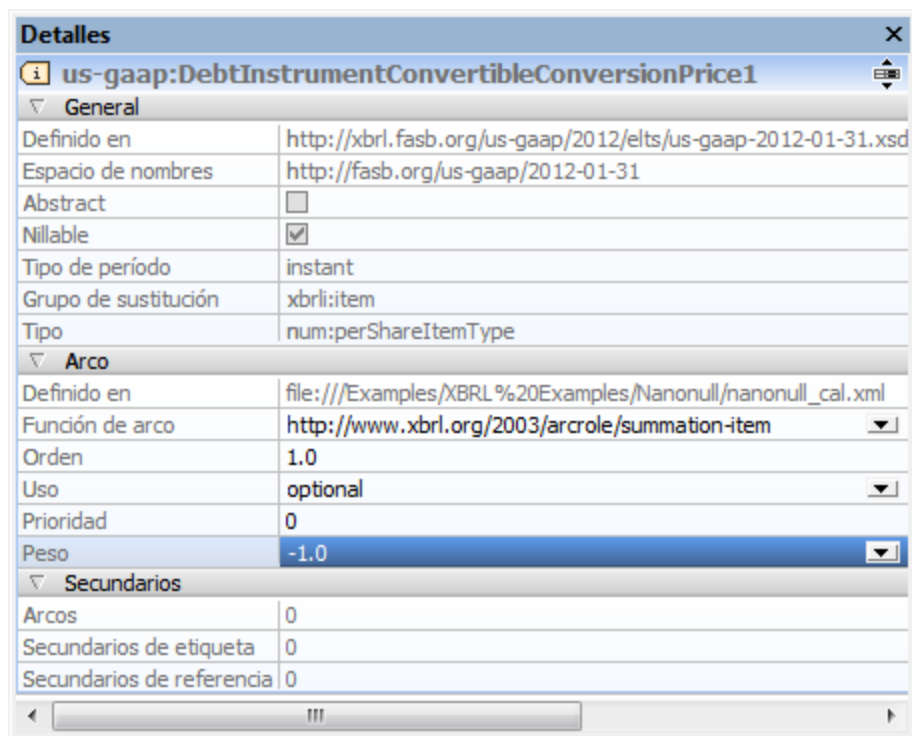 Detalles
us-gaap:DebtInstrumentConvertibleConversionPrice1
General
Definido en http://xbrl.fasb.org/us-gaap/2012/elts/us-gaap-2012-01-31.xsd
Espacio de nombres http://fasb.org/us-gaap/2012-01-31
Abstract
Nillable
Tipo de período instant
Grupo de sustitución xbrli:item
Tipo num:perShareItemType
Arco
Definido en file:///Examples/XBRL%20Examples/Nanonull/nanonull_cal.xml
Función de arco http://www.xbrl.org/2003/arcrole/summation-item
Orden 1.0
Uso optional
Prioridad 0
Peso -1.0
Secundarios
Arcos 0
Secundarios de etiqueta 0
Secundarios de referencia 0